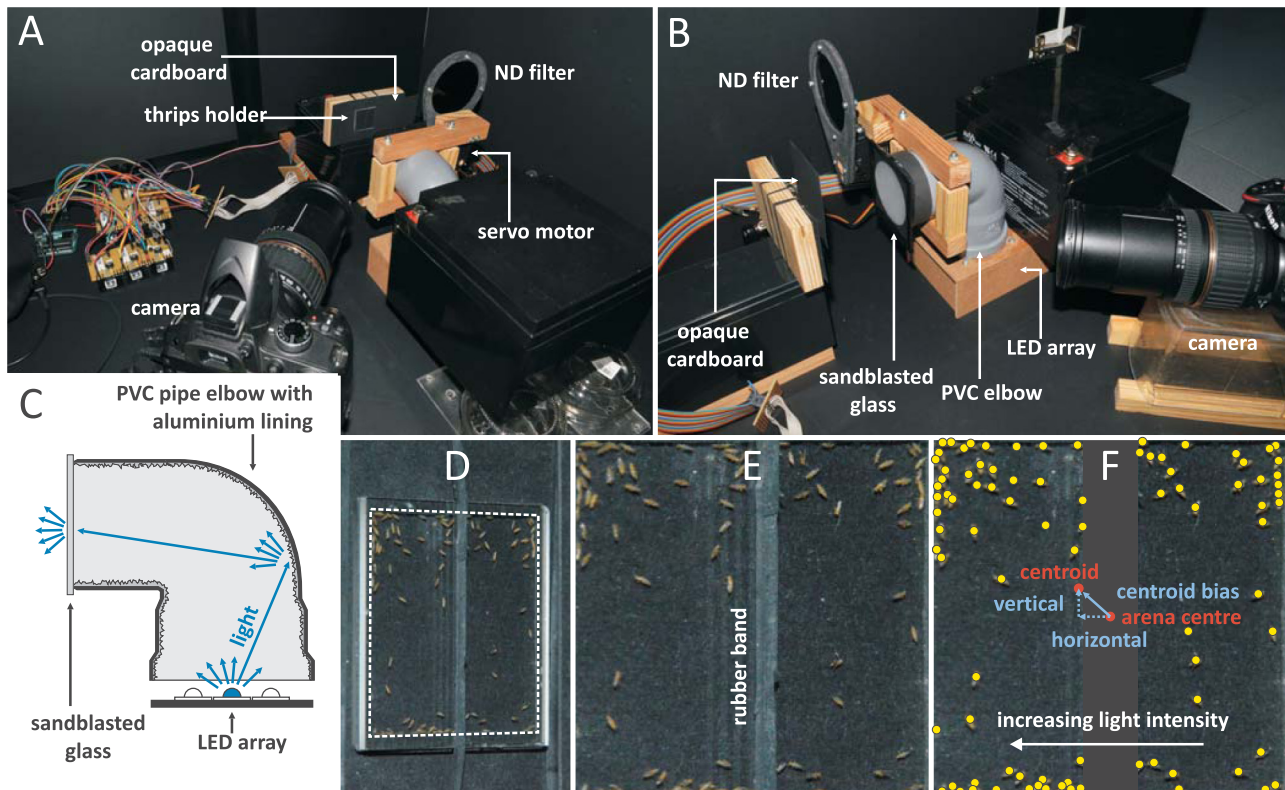 A
opaque
cardboard
ND filter
thrips holder
servo motor
camera
B
ND filter
opaque
cardboard
sandblasted
glass
PVC elbow
LED array
camera
C
PVC pipe elbow with
aluminium lining
light
sandblasted
glass
LED array
D
E
rubber band
F
centroid
centroid bias
vertical
arena centre
horizontal
increasing light intensity